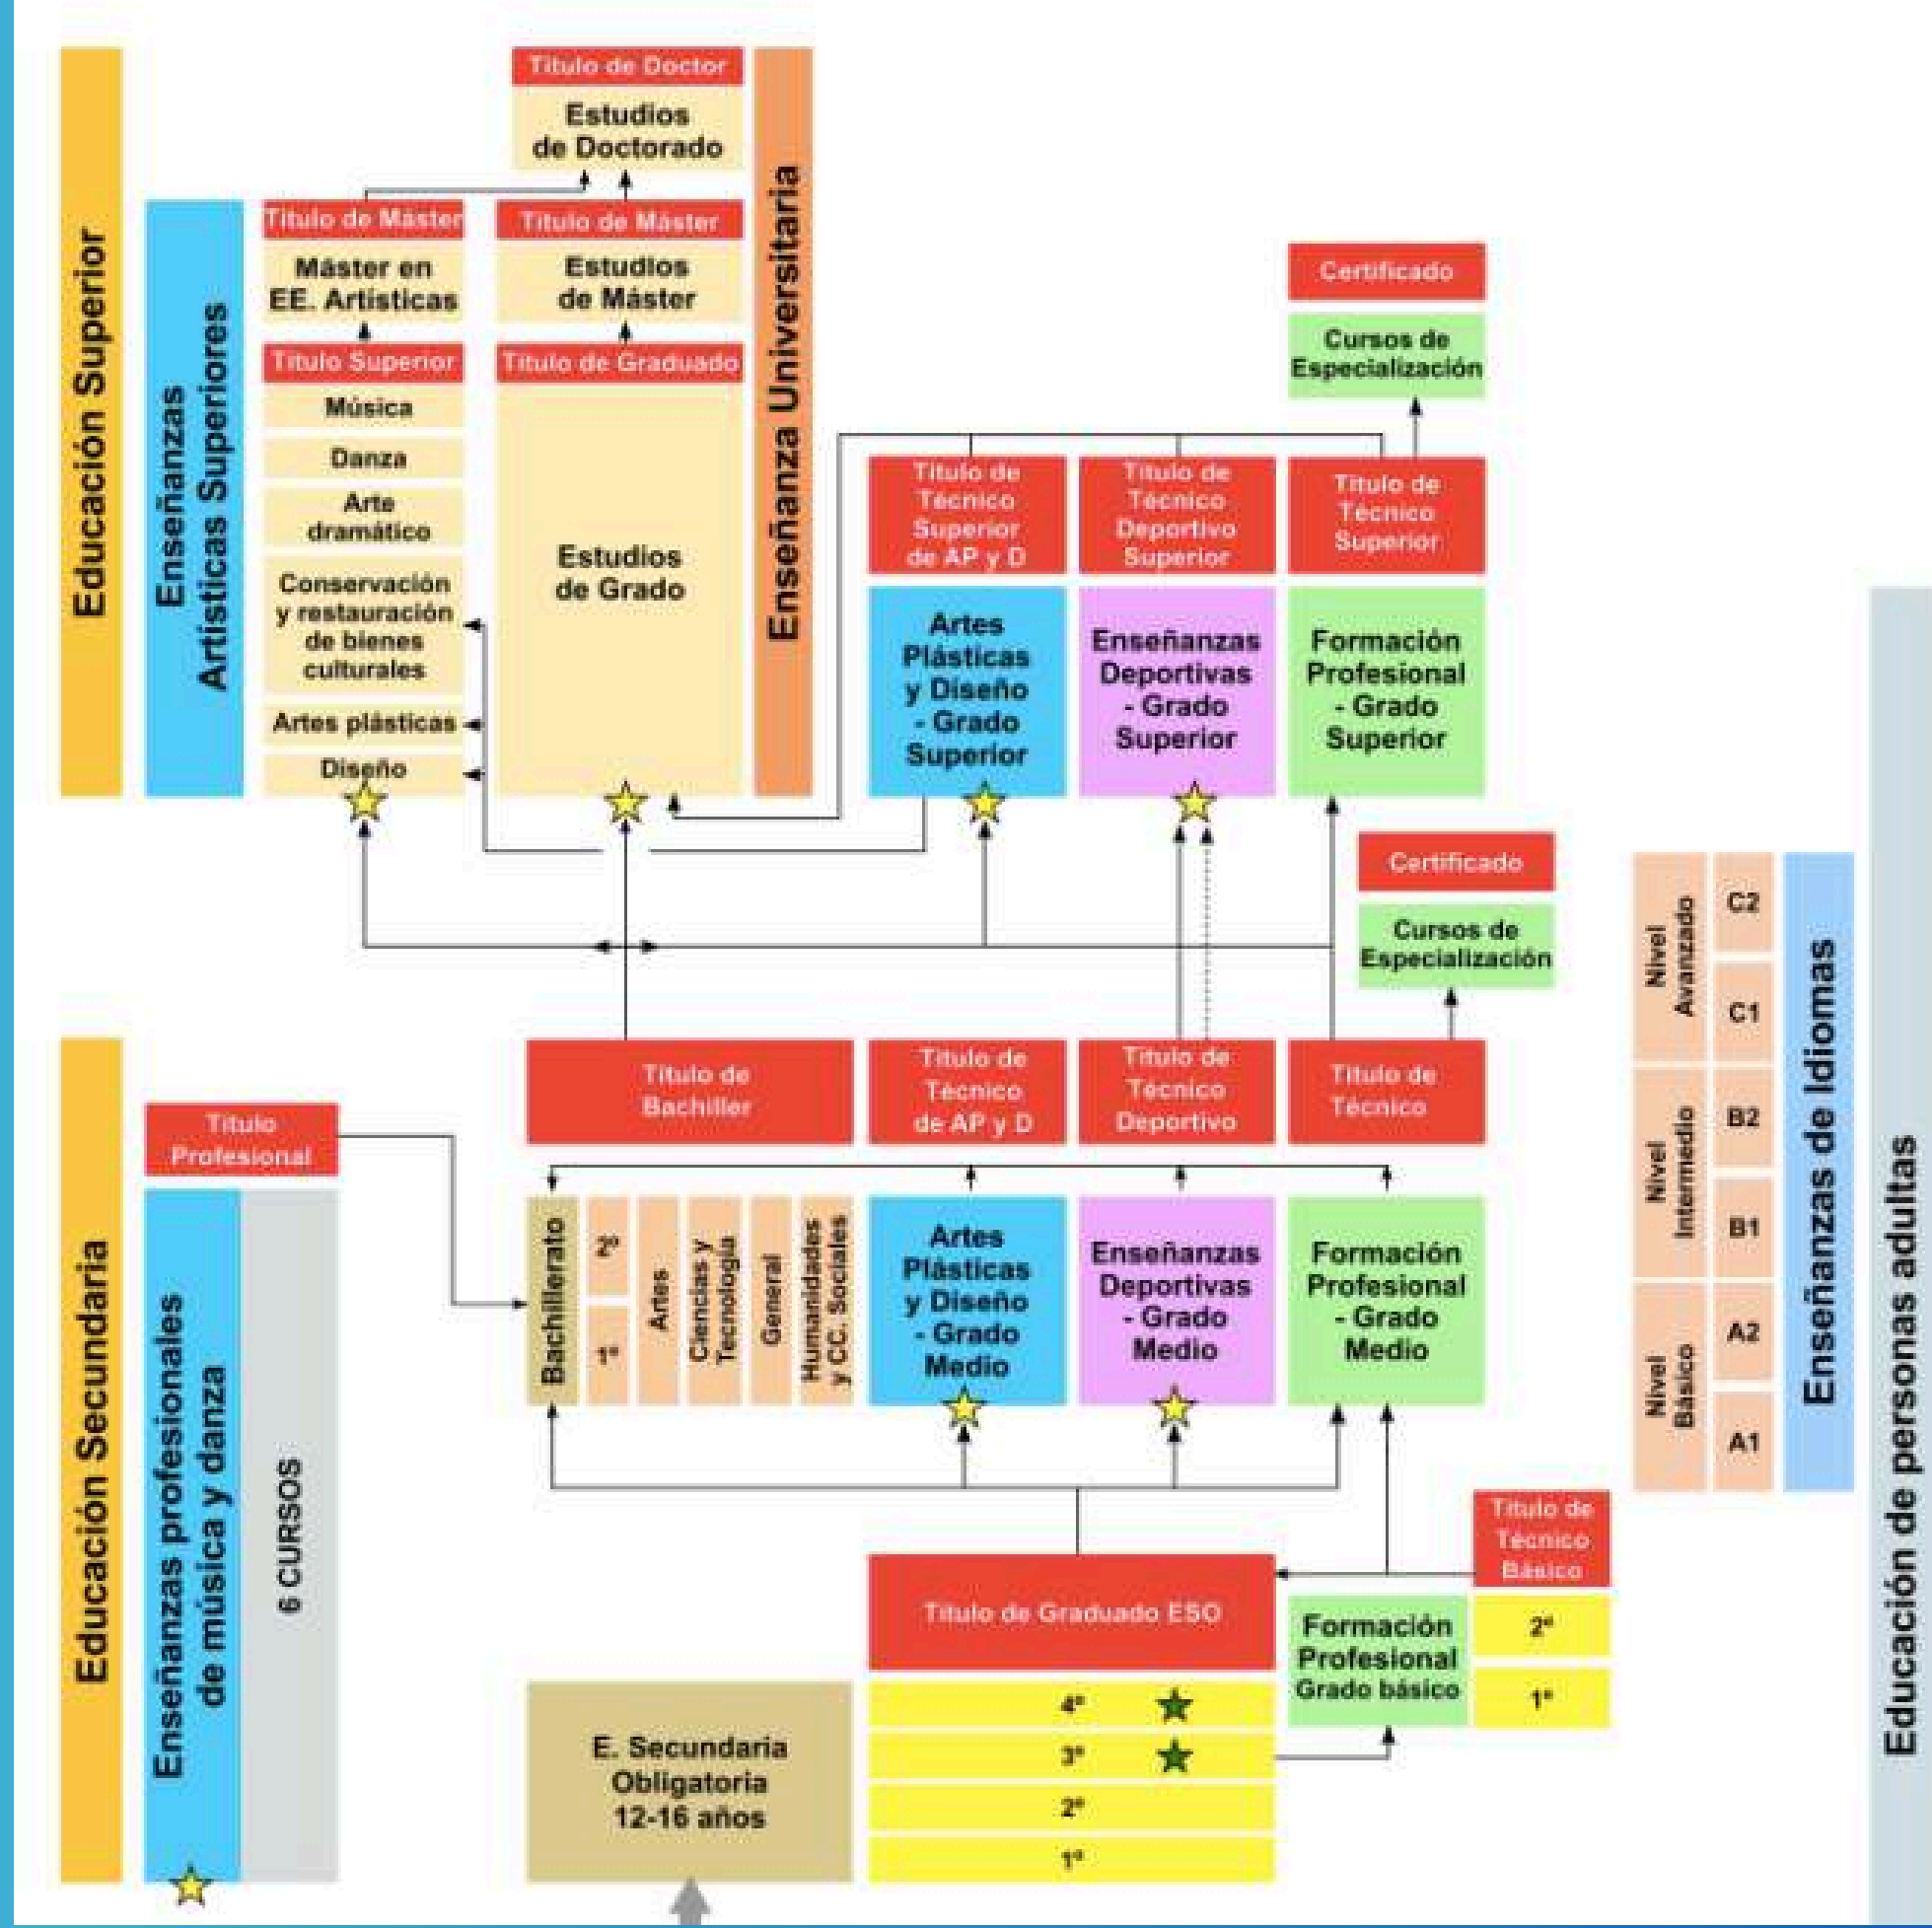 Educación Superior
Enseñanzas
Artísticas Superiores
Título de Doctor
Estudios
de Doctorado
Título de Máster
Máster en
EE. Artísticas
Título Superior
Música
Danza
Arte
dramático
Conservación
y restauración
de bienes
culturales
Artes plásticas
Diseño
Título de Máster
Estudios
de Máster
Título de Graduado
Estudios
de Grado
Enseñanza Universitaria
Certificado
Cursos de
Especialización
Título de
Técnico
Superior
de AP y D
Título de
Técnico
Deportivo
Superior
Título de
Técnico
Superior
Artes
Plásticas
y Diseño
- Grado
Superior
Enseñanzas
Deportivas
- Grado
Superior
Formación
Profesional
- Grado
Superior
Certificado
Cursos de
Especialización
Educación Secundaria
Título
Profesional
Enseñanzas profesionales
de música y danza
6 CURSOS
Título de
Bachiller
Título de
Técnico
de AP y D
Título de
Técnico
Deportivo
Título de
Técnico
Bachillerato
2º
1º
Artes
Ciencias y
Tecnología
General
Humanidades
y CC. Sociales
Artes
Plásticas
y Diseño
- Grado
Medio
Enseñanzas
Deportivas
- Grado
Medio
Formación
Profesional
- Grado
Medio
Título de Graduado ESO
E. Secundaria
Obligatoria
12-16 años
4º
3º
2º
1º
Formación
Profesional
Grado básico
Título de
Técnico
Básico
2º
1º
Nivel
Avanzado
C2
C1
Nivel
Intermedio
B2
B1
Nivel
Básico
A2
A1
Enseñanzas de Idiomas
Educación de personas adultas